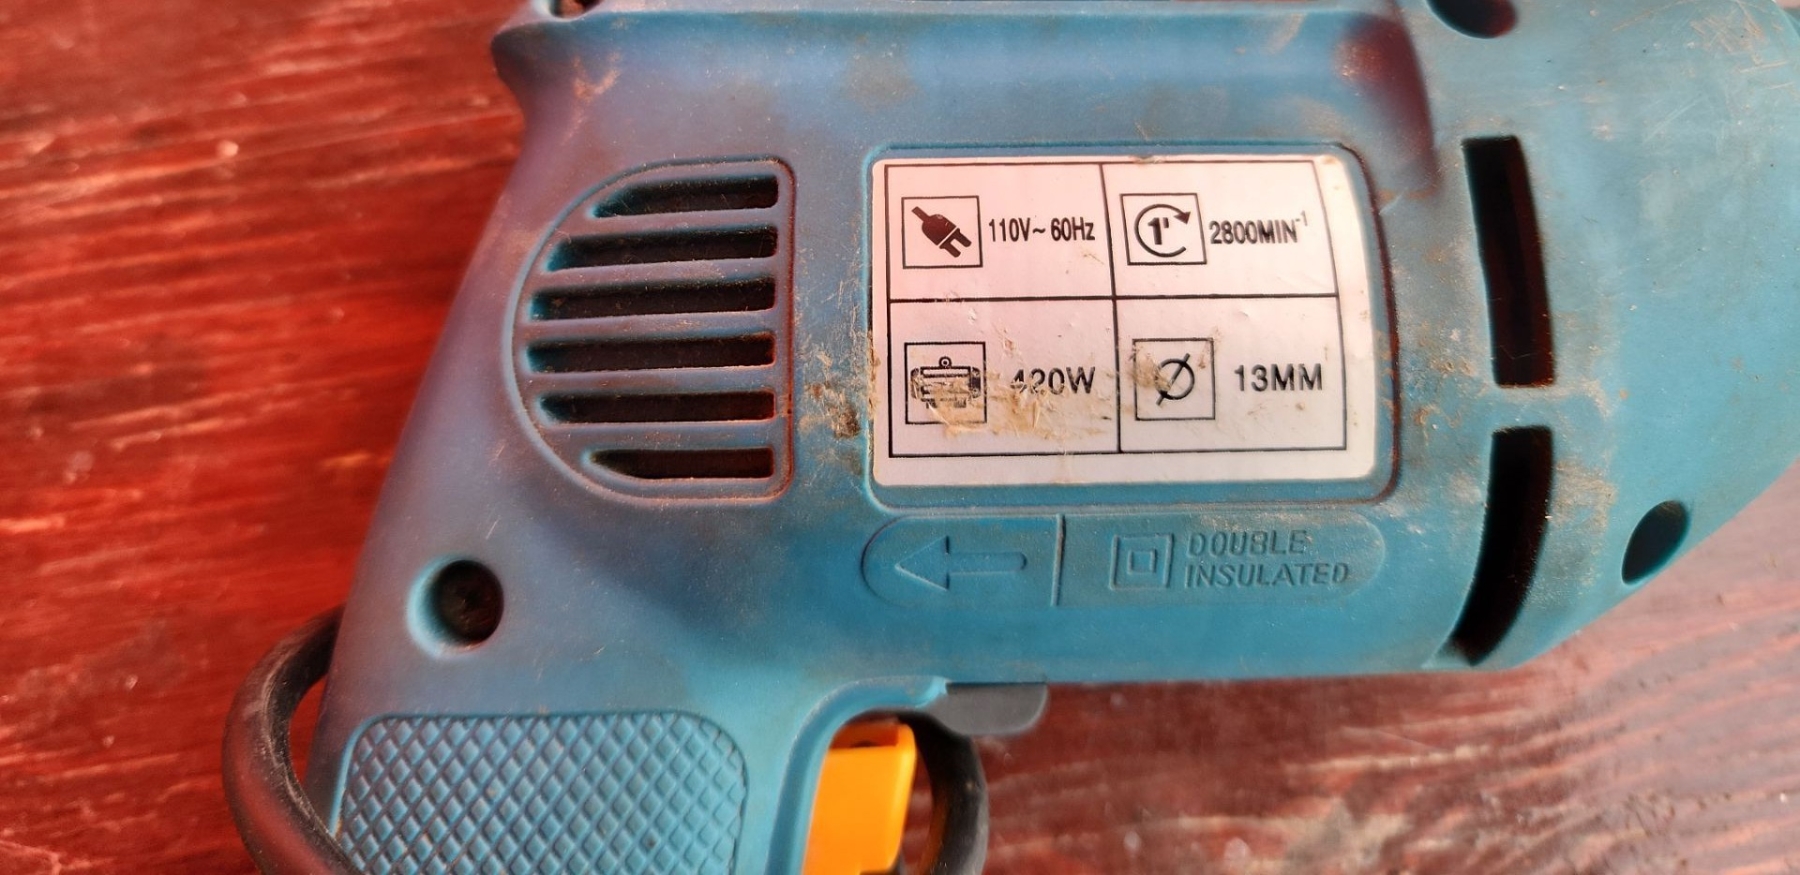 110V~ 60Hz
1' 2800MIN⁻¹
420W
Ø 13MM
DOUBLE
INSULATED